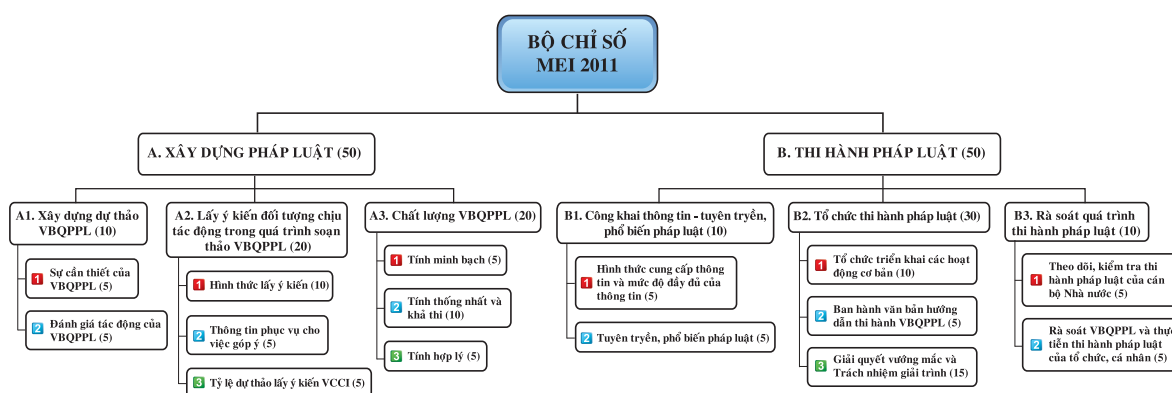 BỘ CHỈ SỐ
MEI 2011
A. XÂY DỰNG PHÁP LUẬT (50)
B. THI HÀNH PHÁP LUẬT (50)
A1. Xây dựng dự thảo
VBQPPL (10)
1 Sự cần thiết của
VBQPPL (5)
2 Đánh giá tác động của
VBQPPL (5)
A2. Lấy ý kiến đối tượng chịu
tác động trong quá trình soạn
thảo VBQPPL (20)
1 Hình thức lấy ý kiến (10)
2 Thông tin phục vụ cho
việc góp ý (5)
3 Tỷ lệ dự thảo lấy ý kiến VCCI (5)
A3. Chất lượng VBQPPL (20)
1 Tính minh bạch (5)
2 Tính thống nhất và
khả thi (10)
3 Tính hợp lý (5)
B1. Công khai thông tin - tuyên tryền,
phổ biến pháp luật (10)
1 Hình thức cung cấp thông
tin và mức độ đầy đủ của
thông tin (5)
2 Tuyên tryền, phổ biến pháp luật (5)
B2. Tổ chức thi hành pháp luật (30)
1 Tổ chức triển khai các hoạt
động cơ bản (10)
2 Ban hành văn bản hướng
dẫn thi hành VBQPPL (5)
3 Giải quyết vướng mắc và
Trách nhiệm giải trình (15)
B3. Rà soát quá trình
thi hành pháp luật (10)
1 Theo dõi, kiểm tra thi
hành pháp luật của cán
bộ Nhà nước (5)
2 Rà soát VBQPPL và thực
tiễn thi hành pháp luật
của tổ chức, cá nhân (5)